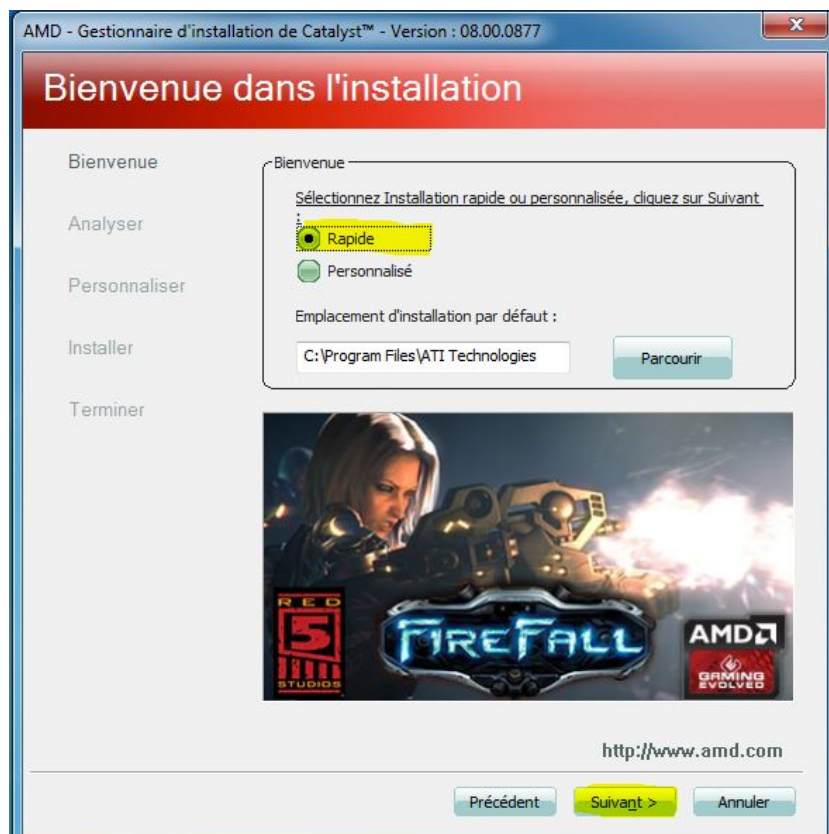 AMD - Gestionnaire d'installation de Catalyst™ - Version : 08.00.0877
Bienvenue dans l'installation
Bienvenue
Analyser
Personnaliser
Installer
Terminer
Bienvenue
Sélectionnez Installation rapide ou personnalisée, cliquez sur Suivant
:
Rapide
Personnalisé
Emplacement d'installation par défaut :
C:\Program Files\ATI Technologies
Parcourir
RED
5
STUDIOS
FIREFALL
AMD
GAMING
EVOLVED
http://www.amd.com
Précédent
Suivant >
Annuler